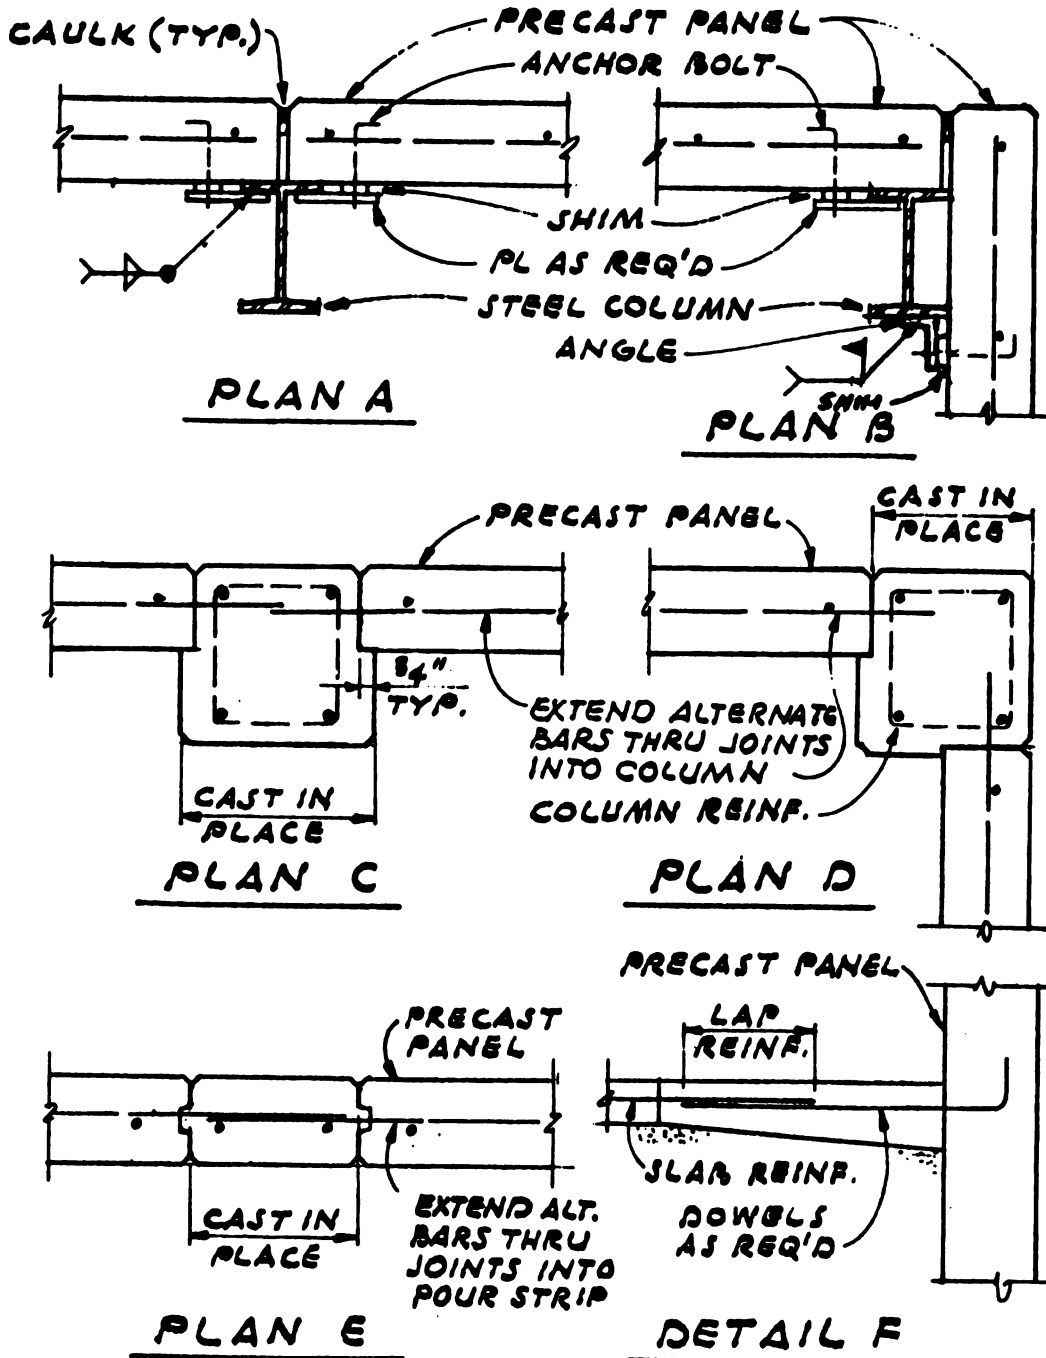 CAULK (TYP.)
PRECAST PANEL
ANCHOR BOLT
SHIM
PL AS REQ'D
STEEL COLUMN
ANGLE
SHIM
PLAN A
PLAN B
PRECAST PANEL
CAST IN
PLACE
3/4"
TYP.
EXTEND ALTERNATE
BARS THRU JOINTS
INTO COLUMN
COLUMN REINF.
CAST IN
PLACE
PLAN C
PLAN D
PRECAST PANEL
PRECAST
PANEL
LAP
REINF.
SLAB REINF.
DOWELS
AS REQ'D
CAST IN
PLACE
EXTEND ALT.
BARS THRU
JOINTS INTO
POUR STRIP
PLAN E
DETAIL F